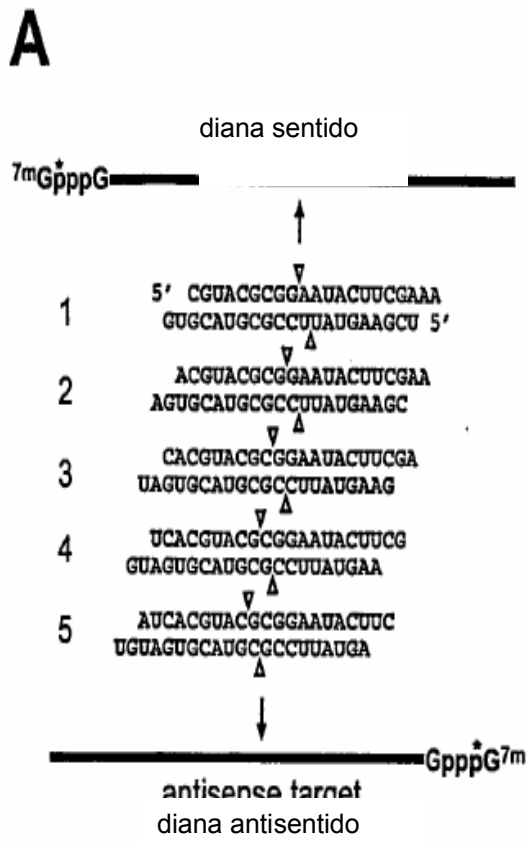 A
diana sentido
7mGpppG
5' CGUACGCGGAAUACUUCGAAA
1
GUGCAUGCGCCUUAUGAAGCU 5'
ACGUACGCGGAAUACUUCGAA
2
AGUGCAUGCGCCUUAUGAAGC
CACGUACGCGGAAUACUUCGA
3
UAGUGCAUGCGCCUUAUGAAG
UCACGUACGCGGAAUACUUCG
4
GUAGUGCAUGCGCCUUAUGAA
AUCACGUACGCGGAAUACUUC
5
UGUAGUGCAUGCGCCUUAUGA
GpppG7m
antisense target
diana antisentido